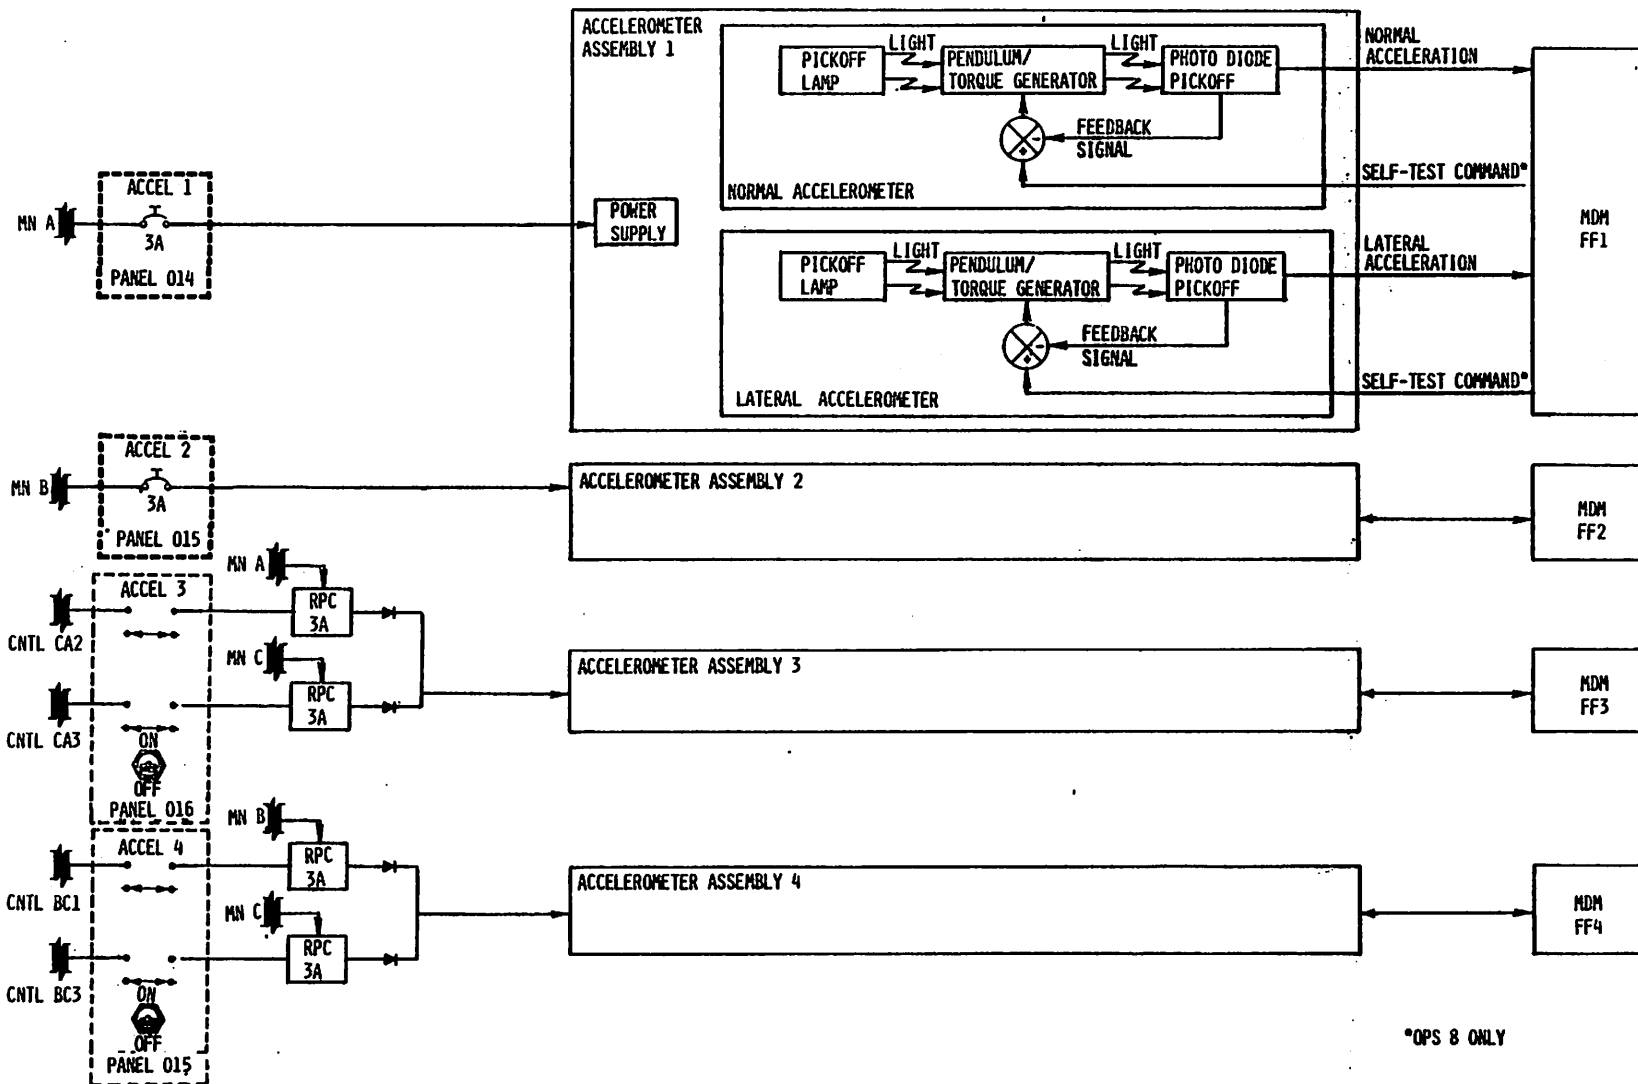 ACCELEROMETER
ASSEMBLY 1
PICKOFF
LAMP
LIGHT
PENDULUM/
TORQUE GENERATOR
LIGHT
PHOTO DIODE
PICKOFF
NORMAL
ACCELERATION
FEEDBACK
SIGNAL
-
+
SELF-TEST COMMAND*
NORMAL ACCELEROMETER
MN A
ACCEL 1
3A
PANEL O14
POWER
SUPPLY
MDM
FF1
PICKOFF
LAMP
LIGHT
PENDULUM/
TORQUE GENERATOR
LIGHT
PHOTO DIODE
PICKOFF
LATERAL
ACCELERATION
FEEDBACK
SIGNAL
-
+
SELF-TEST COMMAND*
LATERAL ACCELEROMETER
MN B
ACCEL 2
3A
PANEL O15
ACCELEROMETER ASSEMBLY 2
MDM
FF2
CNTL CA2
ACCEL 3
MN A
RPC
3A
CNTL CA3
MN C
RPC
3A
ON
OFF
PANEL O16
ACCELEROMETER ASSEMBLY 3
MDM
FF3
CNTL BC1
ACCEL 4
MN B
RPC
3A
CNTL BC3
MN C
RPC
3A
ON
OFF
PANEL O15
ACCELEROMETER ASSEMBLY 4
MDM
FF4
*OPS 8 ONLY